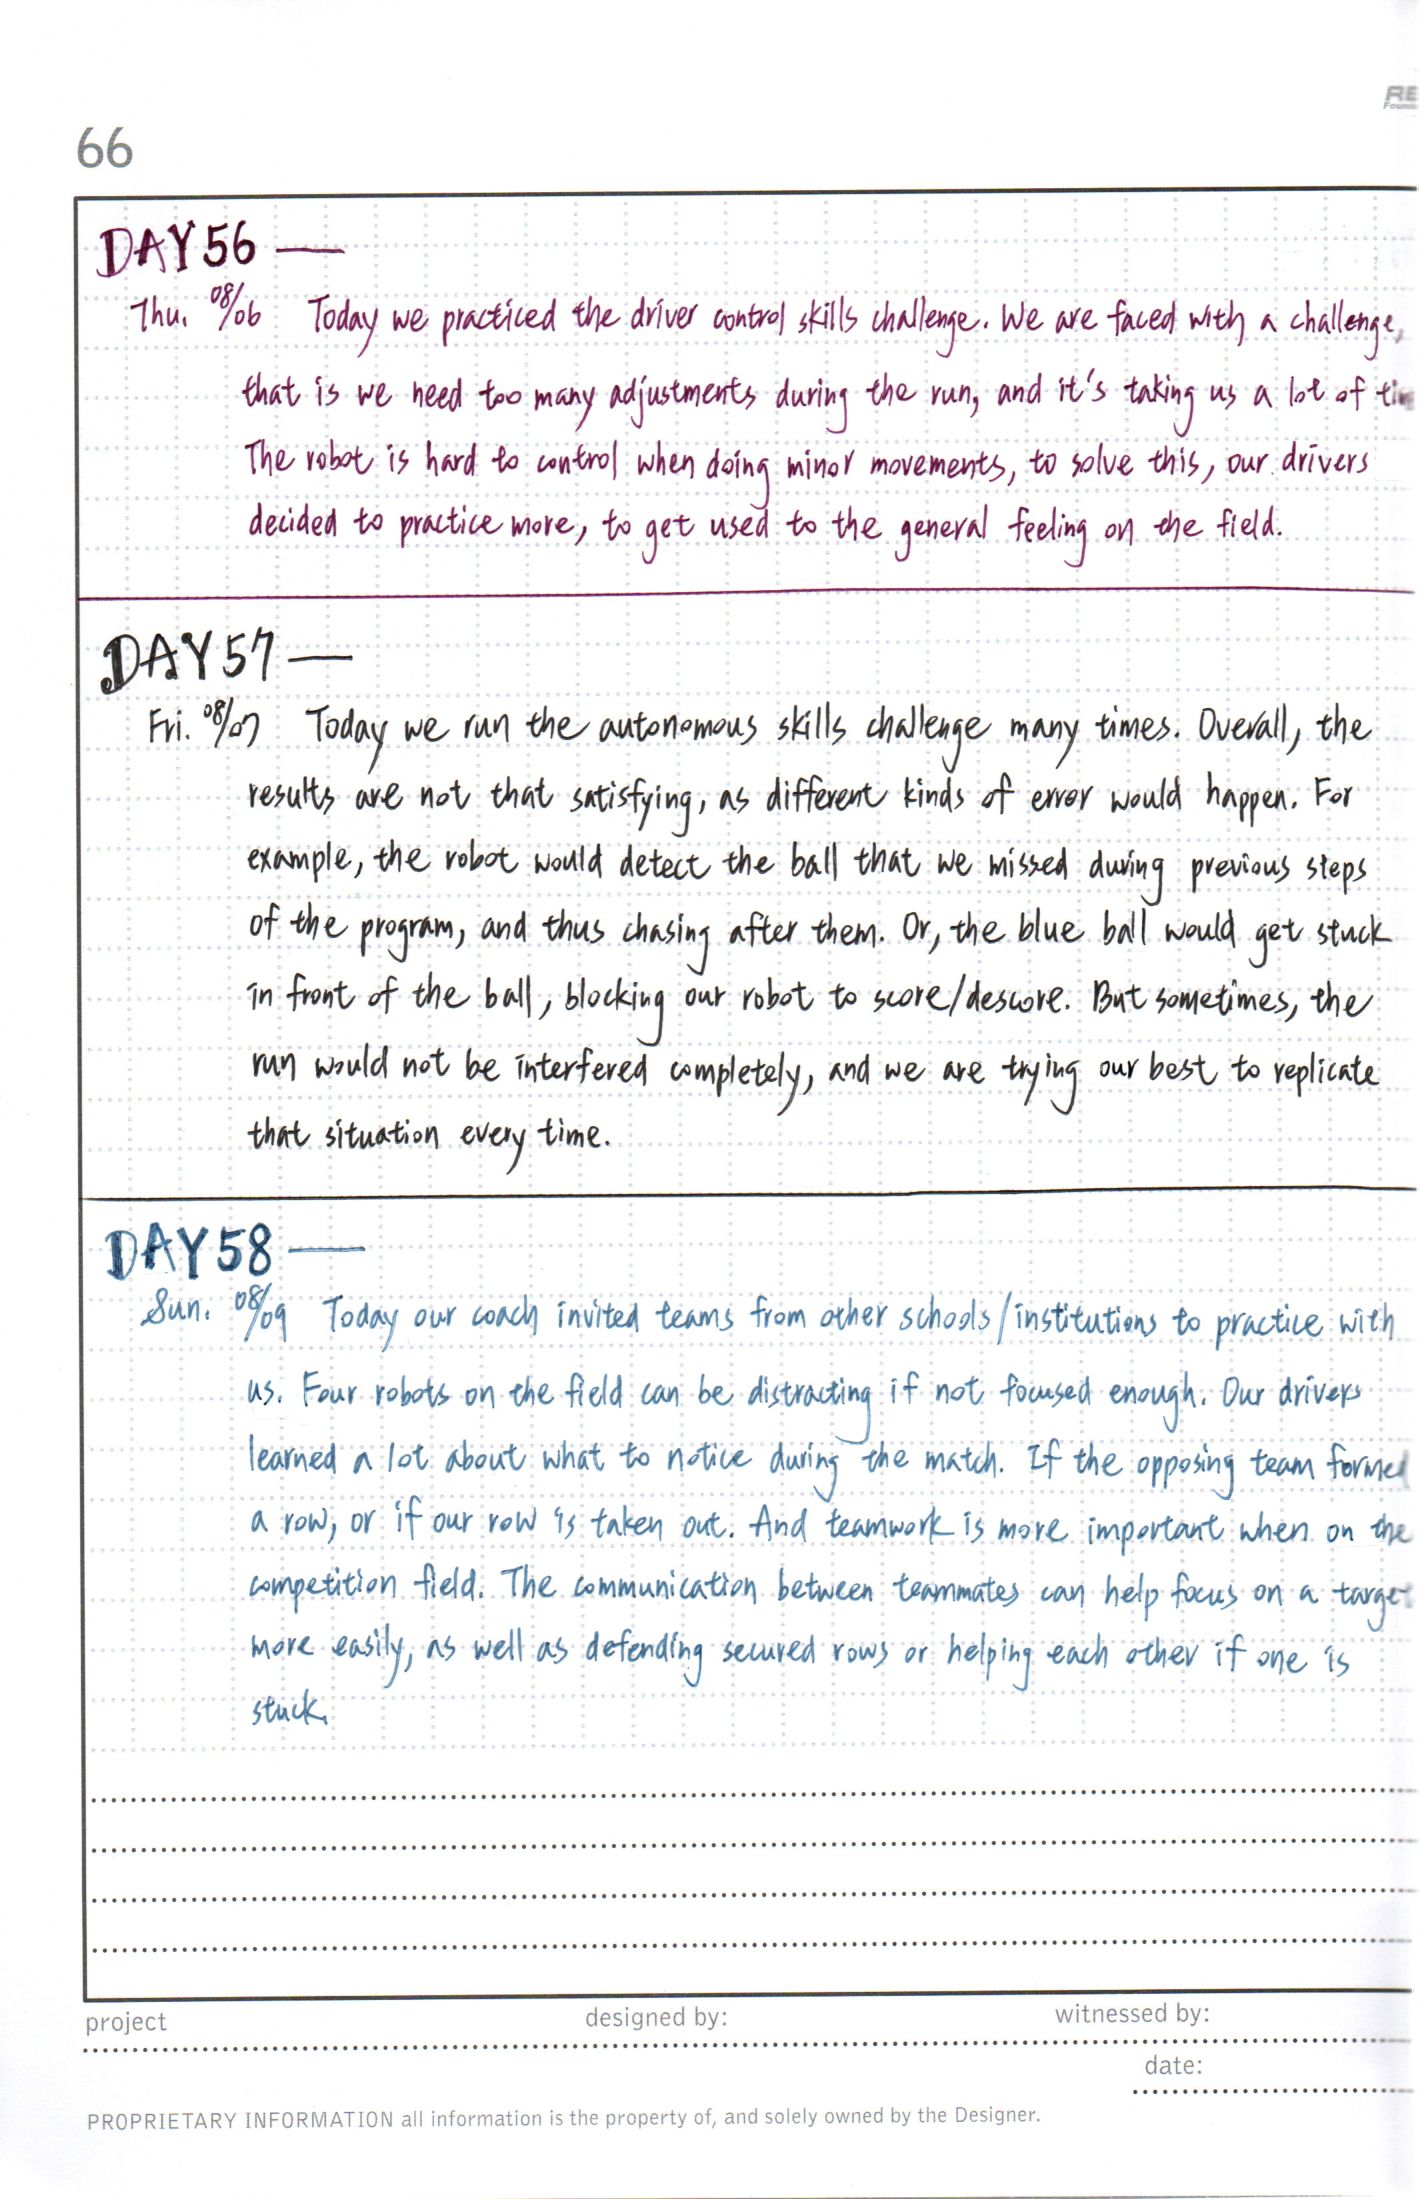 RE
66
DAY 56 —
Thu. 08/06 Today we practiced the driver control skills challenge. We are faced with a challenge,
that is we need too many adjustments during the run, and it's taking us a lot of
The robot is hard to control when doing minor movements, to solve this, our drivers
decided to practice more, to get used to the general feeling on the field.
DAY 57 —
Fri. 08/07 Today we run the autonomous skills challenge many times. Overall, the
results are not that satisfying, as different kinds of error would happen. For
example, the robot would detect the ball that we missed during previous steps
of the program, and thus chasing after them. Or, the blue ball would get stuck
in front of the ball, blocking our robot to score/descore. But sometimes, the
run would not be interfered completely, and we are trying our best to replicate
that situation every time.
DAY 58 —
Sun. 08/09 Today our coach invited teams from other schools/institutions to practice with
us. Four robots on the field can be distracting if not focused enough. Our drivers
learned a lot about what to notice during the match. If the opposing team formed
a row, or if our row is taken out. And teamwork is more important when on the
competition field. The communication between teammates can help focus on a target
more easily, as well as defending secured rows or helping each other if one is
stuck.
project designed by: witnessed by:
date:
PROPRIETARY INFORMATION all information is the property of, and solely owned by the Designer.